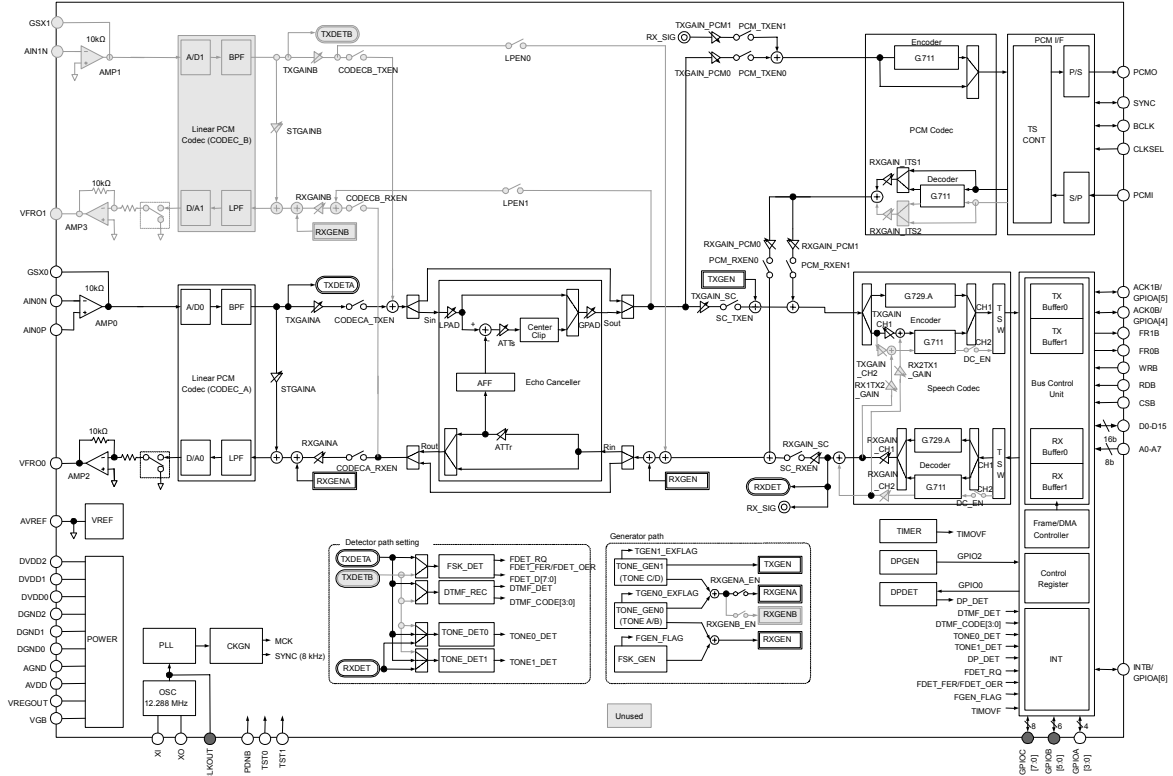 GSX1
AIN1N
10kΩ
AMP1
A/D1
BPF
Linear PCM
Codec (CODEC_B)
D/A1
LPF
TXDETB
TXGAINB
CODECB_TXEN
LPEN0
STGAINB
RXGAINB
CODECB_RXEN
LPEN1
RXGENB
10kΩ
VFRO1
AMP3
TXGAIN_PCM1
PCM_TXEN1
RX_SIG
TXGAIN_PCM0
PCM_TXEN0
Encoder
G.711
PCM Codec
RXGAIN_ITS1
Decoder
G.711
RXGAIN_ITS2
PCM I/F
TS
CONT
P/S
S/P
PCMO
SYNC
BCLK
CLKSEL
PCMI
RXGAIN_PCM0
RXGAIN_PCM1
PCM_RXEN0
PCM_RXEN1
GSX0
AIN0N
AIN0P
10kΩ
AMP0
A/D0
BPF
Linear PCM
Codec (CODEC_A)
D/A0
LPF
TXDETA
TXGAINA
CODECA_TXEN
STGAINA
RXGAINA
CODECA_RXEN
RXGENA
10kΩ
VFRO0
AMP2
Sin
LPAD
+
-
ATTs
Center
Clip
GPAD
Sout
AFF
Echo Canceller
ATTr
Rout
Rin
RXGEN
TXGEN
TXGAIN_SC
SC_TXEN
RXGAIN_SC
SC_RXEN
RXDET
RX_SIG
G.729.A
TXGAIN
_CH1
Encoder
G.711
CH1
CH2
T
S
W
DC_EN
TXGAIN
_CH2
RX2TX1
_GAIN
RX1TX2
_GAIN
Speech Codec
RXGAIN
_CH1
G.729.A
Decoder
G.711
RXGAIN
_CH2
CH1
CH2
T
S
W
DC_EN
TX
Buffer0
TX
Buffer1
Bus Control
Unit
RX
Buffer0
RX
Buffer1
Frame/DMA
Controller
Control
Register
INT
ACK1B/
GPIOA[5]
ACK0B/
GPIOA[4]
FR1B
FR0B
WRB
RDB
CSB
D0-D15
16b
A0-A7
8b
INTB/
GPIOA[6]
AVREF
VREF
DVDD2
DVDD1
DVDD0
DGND2
DGND1
DGND0
AGND
AVDD
VREGOUT
VGB
POWER
PLL
CKGN
MCK
SYNC (8 kHz)
OSC
12.288 MHz
XI
XO
LKOUT
PDNB
TST0
TST1
Detector path setting
TXDETA
TXDETB
RXDET
FSK_DET
FDET_RQ
FDET_FER/FDET_OER
FDET_D[7:0]
DTMF_REC
DTMF_DET
DTMF_CODE[3:0]
TONE_DET0
TONE0_DET
TONE_DET1
TONE1_DET
Generator path
TGEN1_EXFLAG
TONE_GEN1
(TONE C/D)
TGEN0_EXFLAG
TONE_GEN0
(TONE A/B)
FGEN_FLAG
FSK_GEN
RXGENA_EN
RXGENB_EN
TXGEN
RXGENA
RXGENB
RXGEN
Unused
TIMER
TIMOVF
DPGEN
GPIO2
DPDET
GPIO0
DP_DET
DTMF_DET
DTMF_CODE[3:0]
TONE0_DET
TONE1_DET
DP_DET
FDET_RQ
FDET_FER/FDET_OER
FGEN_FLAG
TIMOVF
8
6
4
GPIOC
[7:0]
GPIOB
[5:0]
GPIOA
[3:0]